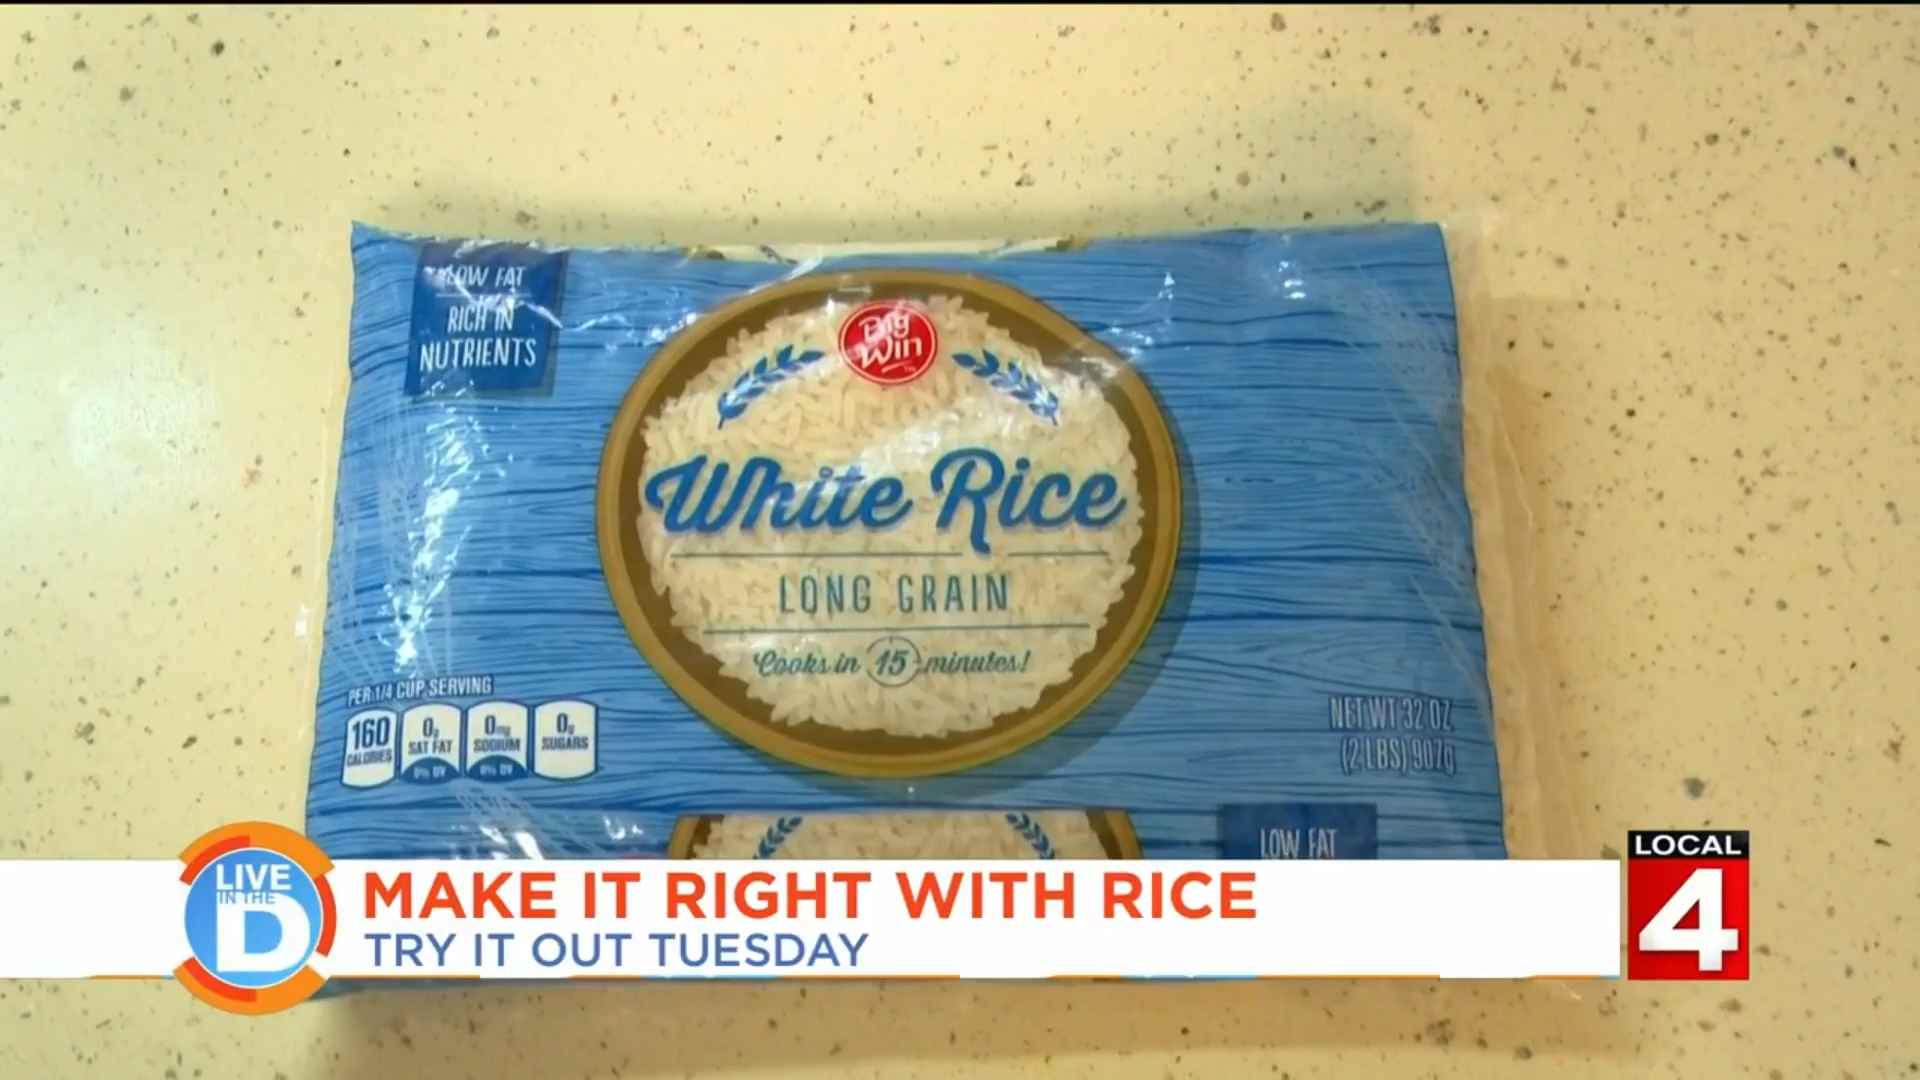 LOW FAT
RICH IN
NUTRIENTS
Big
Win
TM
White Rice
LONG GRAIN
Cooks in 15 minutes!
PER 1/4 CUP SERVING
160
CALORIES
0g
SAT FAT
0% DV
0mg
SODIUM
0% DV
0g
SUGARS
NET WT 32 OZ
(2 LBS) 907g
LOW FAT
LIVE
IN THE
D
MAKE IT RIGHT WITH RICE
TRY IT OUT TUESDAY
LOCAL
4